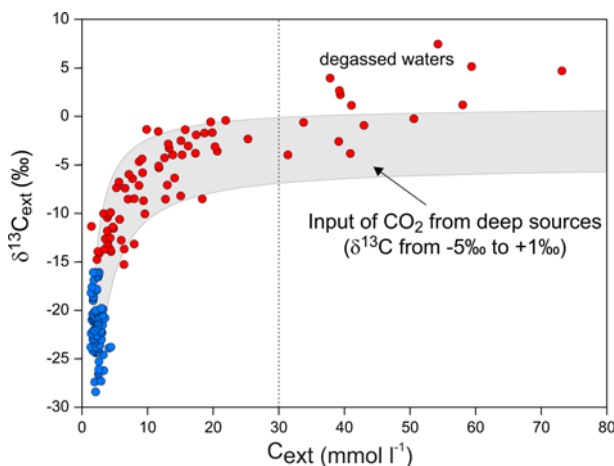 10
5
0
-5
-10
-15
-20
-25
-30
δ¹³Cext (‰)
degassed waters
Input of CO₂ from deep sources
(δ¹³C from -5‰ to +1‰)
0 10 20 30 40 50 60 70 80
Cext (mmol l⁻¹)